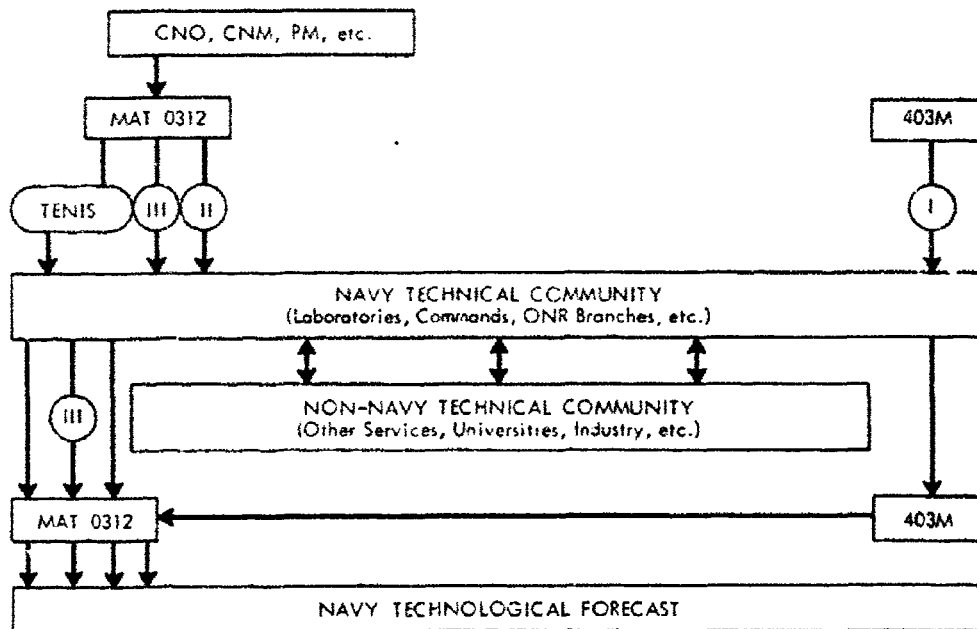 CNO, CNM, PM, etc.
MAT 0312
403M
TENIS
III
II
I
NAVY TECHNICAL COMMUNITY
(Laboratories, Commands, ONR Branches, etc.)
NON-NAVY TECHNICAL COMMUNITY
(Other Services, Universities, Industry, etc.)
III
MAT 0312
403M
NAVY TECHNOLOGICAL FORECAST